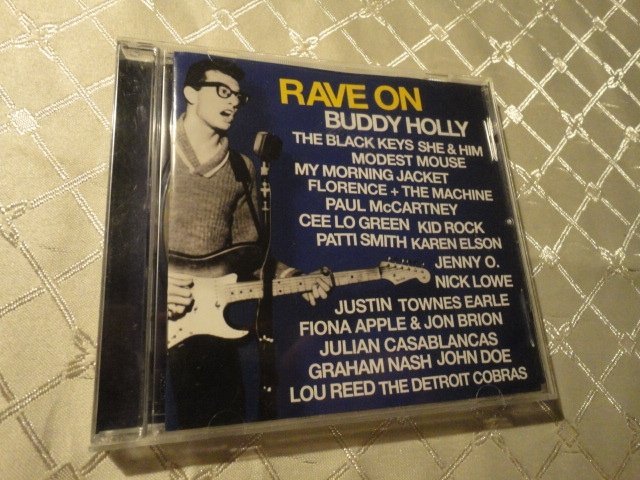 RAVE ON
BUDDY HOLLY
THE BLACK KEYS SHE & HIM
MODEST MOUSE
MY MORNING JACKET
FLORENCE + THE MACHINE
PAUL McCARTNEY
CEE LO GREEN KID ROCK
PATTI SMITH KAREN ELSON
JENNY O.
NICK LOWE
JUSTIN TOWNES EARLE
FIONA APPLE & JON BRION
JULIAN CASABLANCAS
GRAHAM NASH JOHN DOE
LOU REED THE DETROIT COBRAS